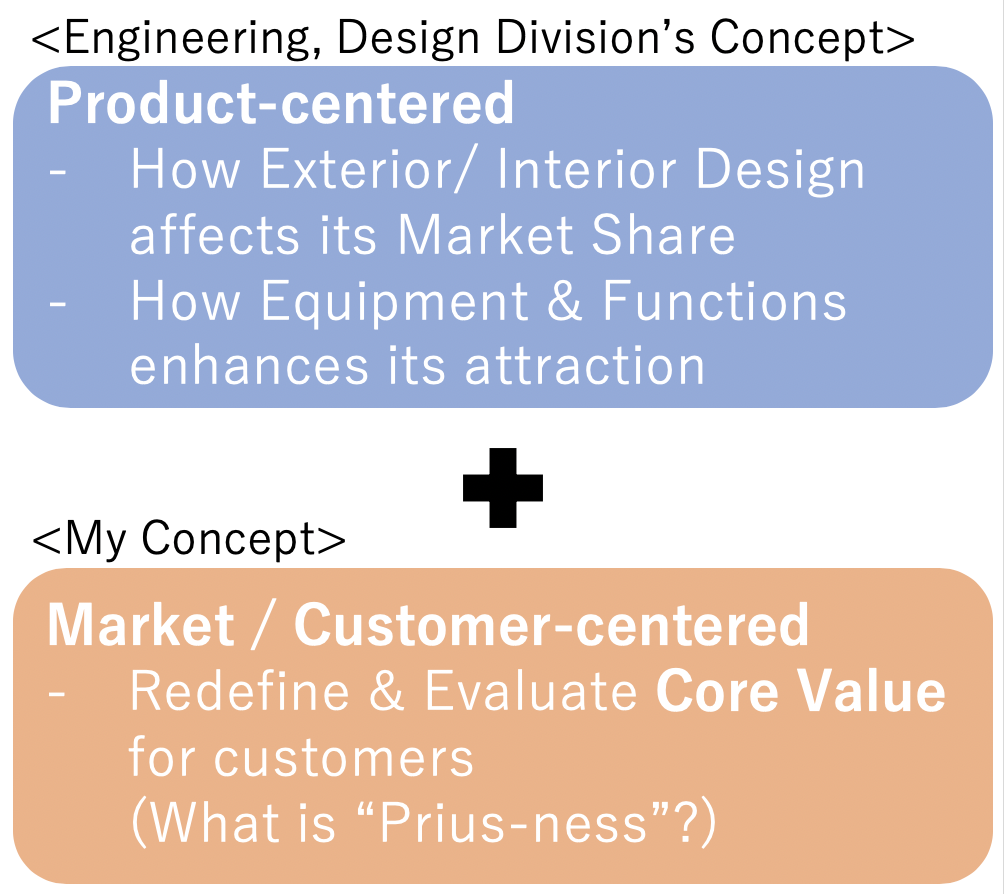 <Engineering, Design Division’s Concept>
Product-centered
- How Exterior/ Interior Design
affects its Market Share
- How Equipment & Functions
enhances its attraction
<My Concept>
Market / Customer-centered
- Redefine & Evaluate Core Value
for customers
(What is “Prius-ness”?)